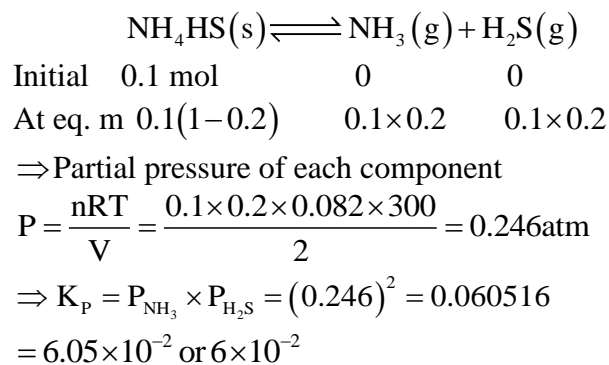 NH₄HS(s) ⇌ NH₃(g) + H₂S(g)
Initial 0.1 mol 0 0
At eq. m 0.1(1−0.2) 0.1×0.2 0.1×0.2
⇒Partial pressure of each component
P = nRT/V = 0.1×0.2×0.082×300/2 = 0.246atm
⇒ K_P = P_NH₃ × P_H₂S = (0.246)² = 0.060516
= 6.05×10⁻² or 6×10⁻²